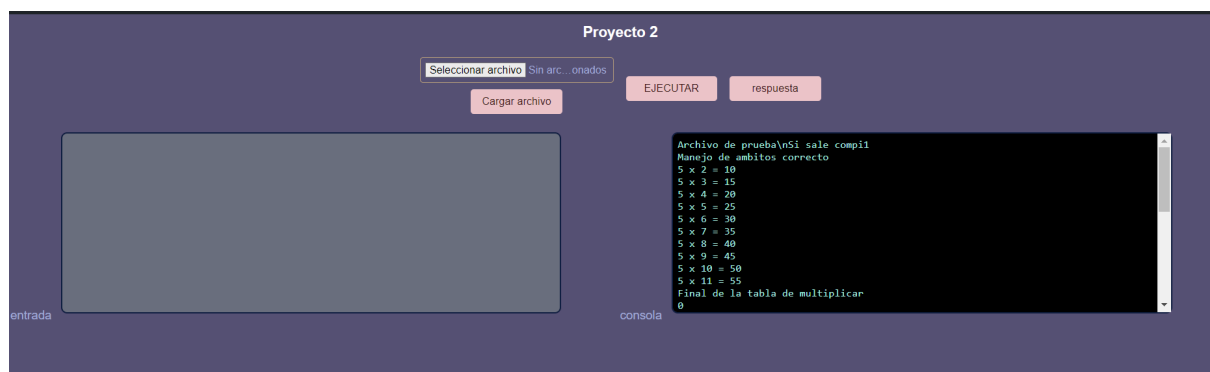 Proyecto 2
Seleccionar archivo Sin arc...onados
Cargar archivo
EJECUTAR
respuesta
entrada
consola
Archivo de prueba\nSi sale compi1
Manejo de ambitos correcto
5 x 2 = 10
5 x 3 = 15
5 x 4 = 20
5 x 5 = 25
5 x 6 = 30
5 x 7 = 35
5 x 8 = 40
5 x 9 = 45
5 x 10 = 50
5 x 11 = 55
Final de la tabla de multiplicar
0